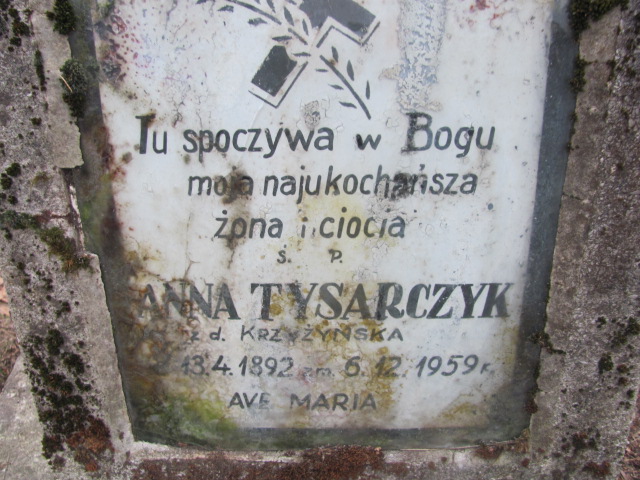 Tu spoczywa w Bogu
moja najukochańsza
żona i ciocia
Ś. P.
ANNA TYSARCZYK
z d. KRZYŻYŃSKA
13.4.1892 zm. 6.12.1959 r.
AVE MARIA